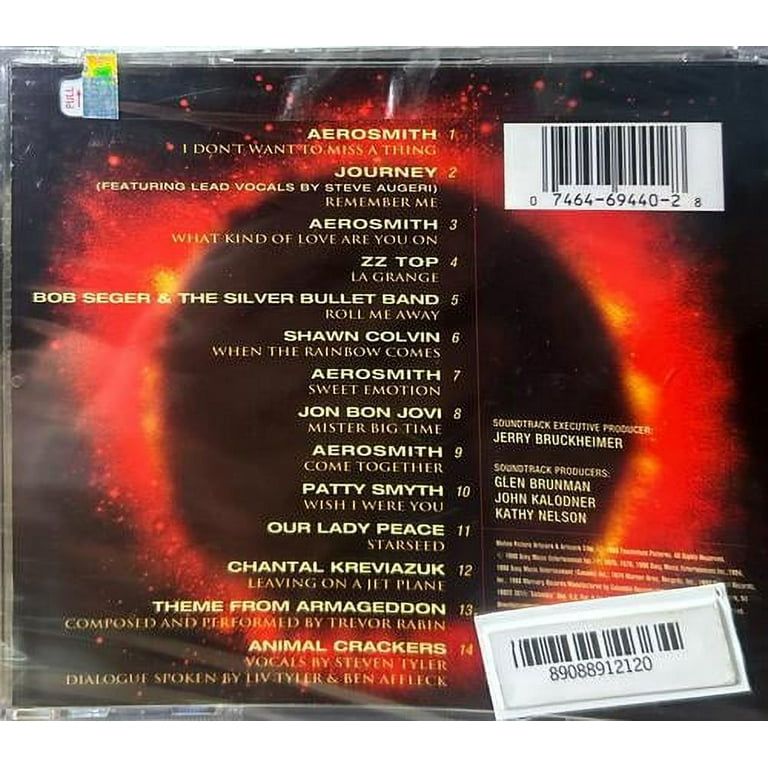 PULL
AEROSMITH 1
I DON'T WANT TO MISS A THING
JOURNEY 2
(FEATURING LEAD VOCALS BY STEVE AUGERI)
REMEMBER ME
AEROSMITH 3
WHAT KIND OF LOVE ARE YOU ON
ZZ TOP 4
LA GRANGE
BOB SEGER & THE SILVER BULLET BAND 5
ROLL ME AWAY
SHAWN COLVIN 6
WHEN THE RAINBOW COMES
AEROSMITH 7
SWEET EMOTION
JON BON JOVI 8
MISTER BIG TIME
AEROSMITH 9
COME TOGETHER
PATTY SMYTH 10
WISH I WERE YOU
OUR LADY PEACE 11
STARSEED
CHANTAL KREVIAZUK 12
LEAVING ON A JET PLANE
THEME FROM ARMAGEDDON 13
COMPOSED AND PERFORMED BY TREVOR RABIN
ANIMAL CRACKERS 14
VOCALS BY STEVEN TYLER
DIALOGUE SPOKEN BY LIV TYLER & BEN AFFLECK
0 7464-69440-2 8
SOUNDTRACK EXECUTIVE PRODUCER:
JERRY BRUCKHEIMER
SOUNDTRACK PRODUCERS:
GLEN BRUNMAN
JOHN KALODNER
KATHY NELSON
89088912120